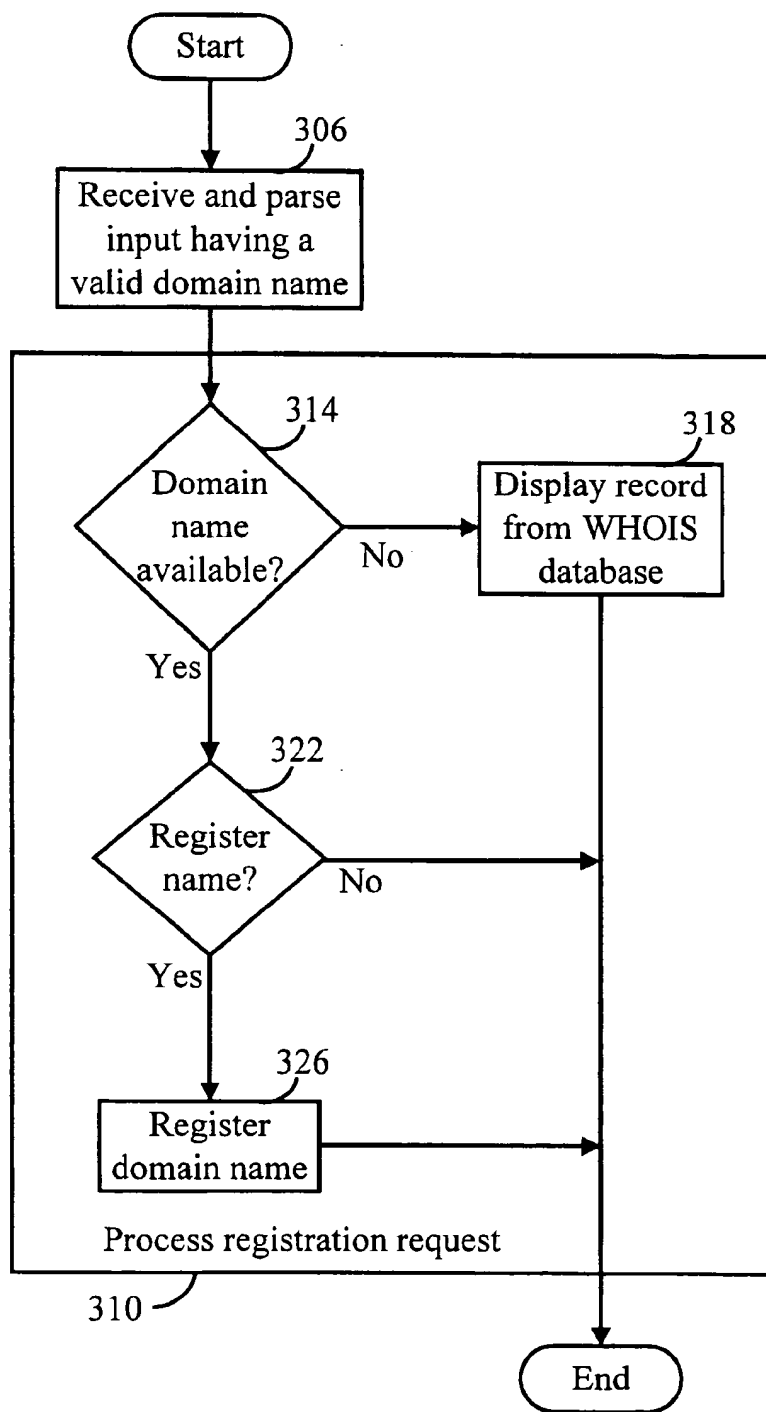 Start
306
Receive and parse
input having a
valid domain name
314
Domain
name
available?
No
318
Display record
from WHOIS
database
Yes
322
Register
name?
No
Yes
326
Register
domain name
Process registration request
310
End